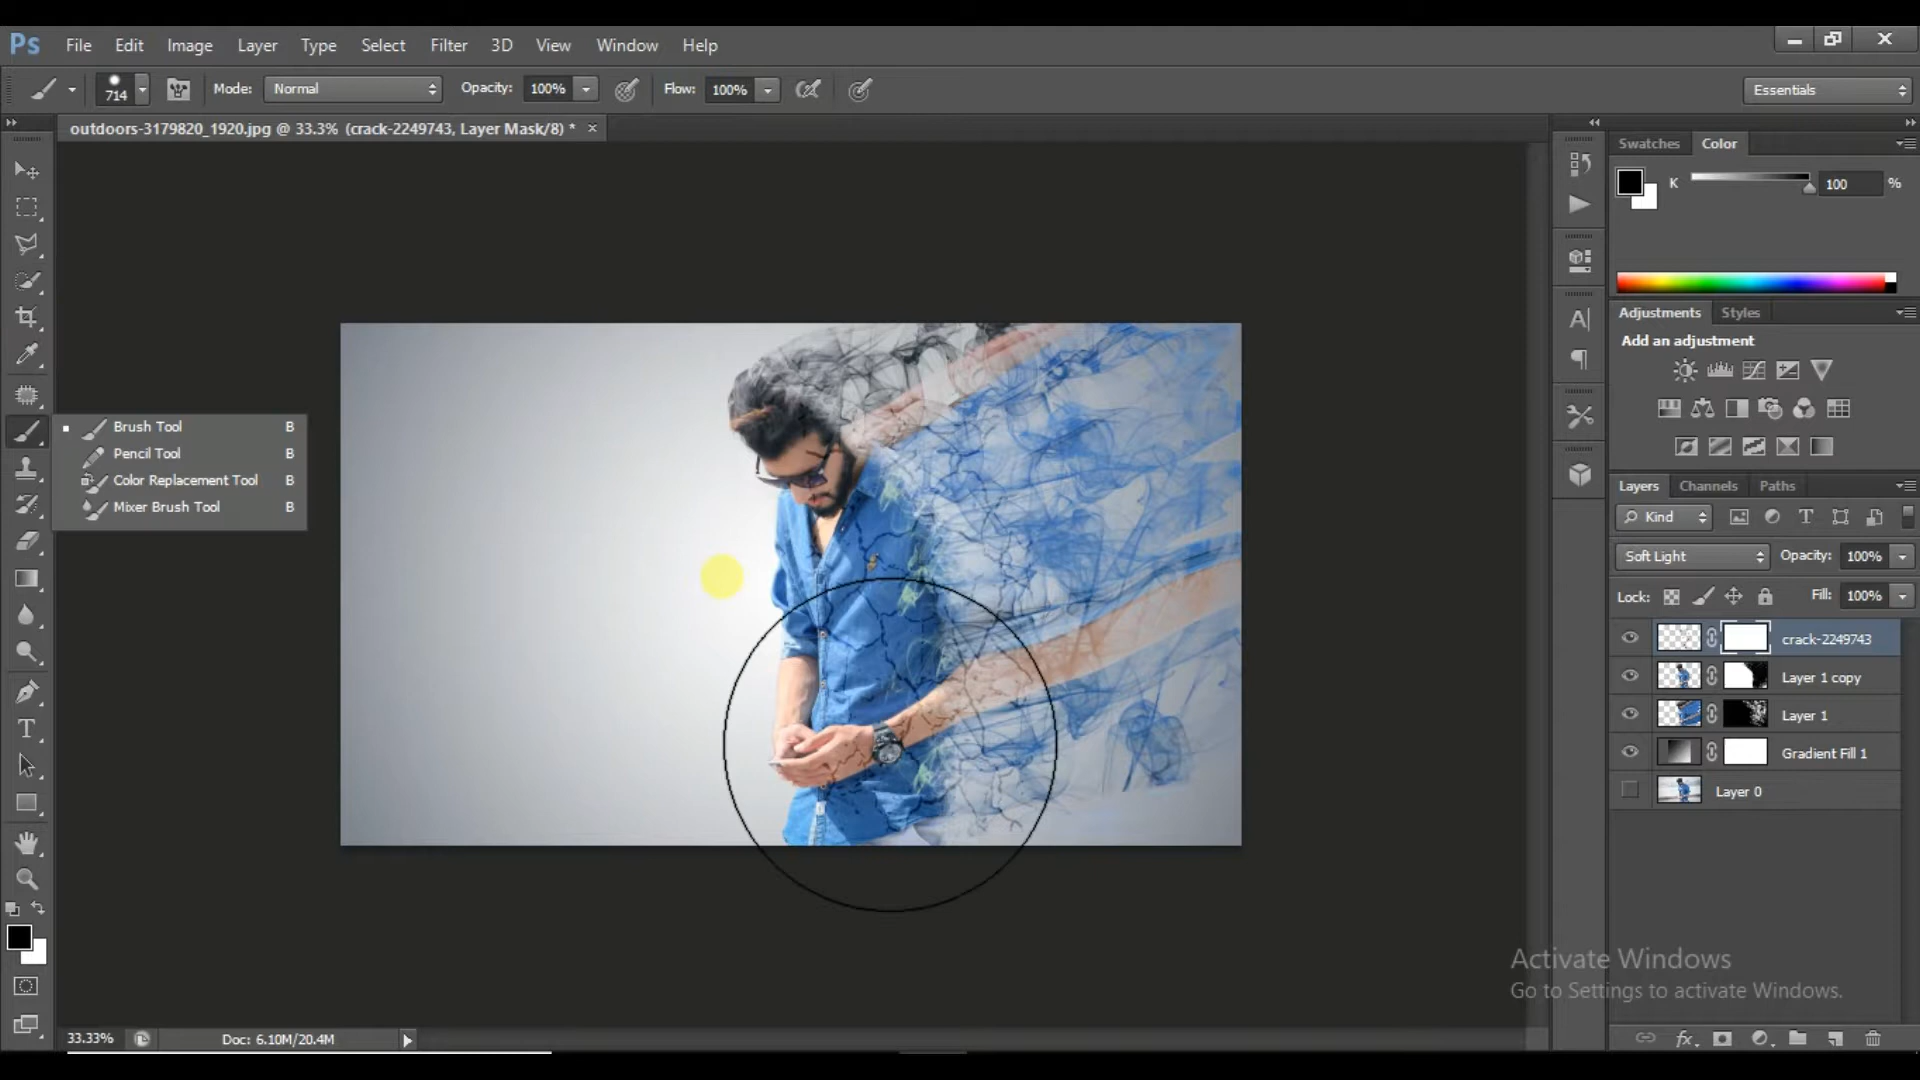 Ps File Edit Image Layer Type Select Filter 3D View Window Help
714 Mode: Normal Opacity: 100% Flow: 100% Essentials
outdoors-3179820_1920.jpg @ 33.3% (crack-2249743, Layer Mask/8) * ×
Swatches Color
K 100 %
Adjustments Styles
Add an adjustment
Brush Tool B
Pencil Tool B
Color Replacement Tool B
Mixer Brush Tool B
Layers Channels Paths
Kind
Soft Light Opacity: 100%
Lock: Fill: 100%
crack-2249743
Layer 1 copy
Layer 1
Gradient Fill 1
Layer 0
Activate Windows
Go to Settings to activate Windows.
33.33% Doc: 6.10M/20.4M